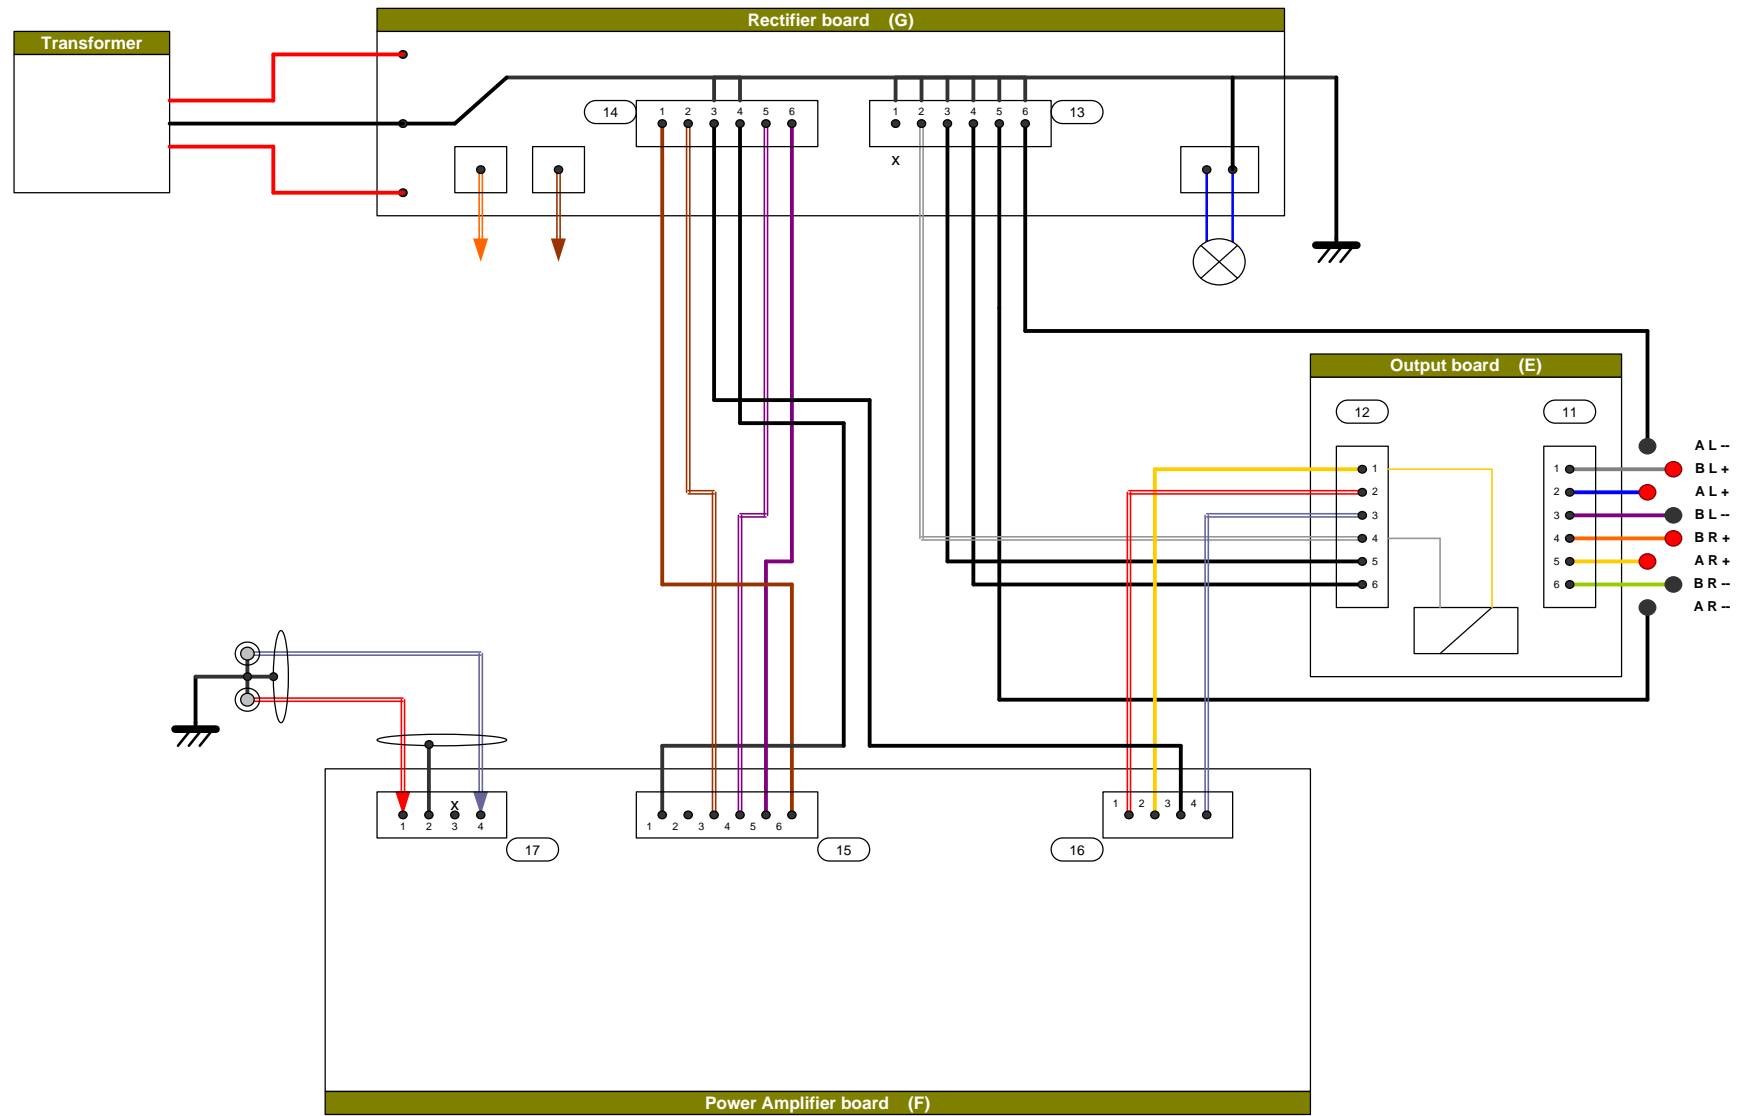 Rectifier board (G)
Transformer
14
1 2 3 4 5 6
1 2 3 4 5 6
13
X
Output board (E)
12
11
A L --
1
1
B L +
2
2
A L +
3
3
B L --
4
4
B R +
5
5
A R +
6
6
B R --
A R --
X
1 2 3 4
1 2 3 4
1 2 3 4 5 6
17
15
16
Power Amplifier board (F)